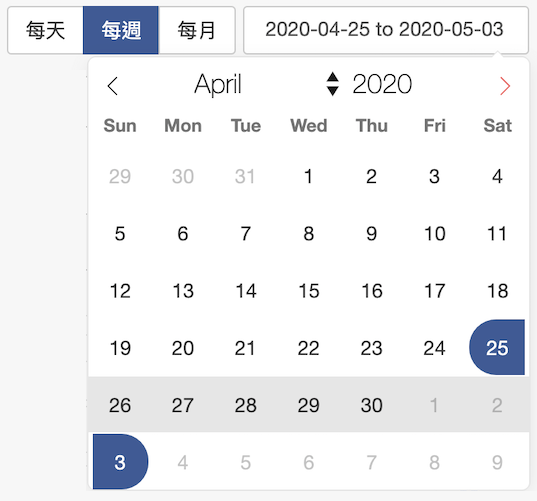 每天 每週 每月 2020-04-25 to 2020-05-03
April 2020
Sun Mon Tue Wed Thu Fri Sat
29 30 31 1 2 3 4
5 6 7 8 9 10 11
12 13 14 15 16 17 18
19 20 21 22 23 24 25
26 27 28 29 30 1 2
3 4 5 6 7 8 9